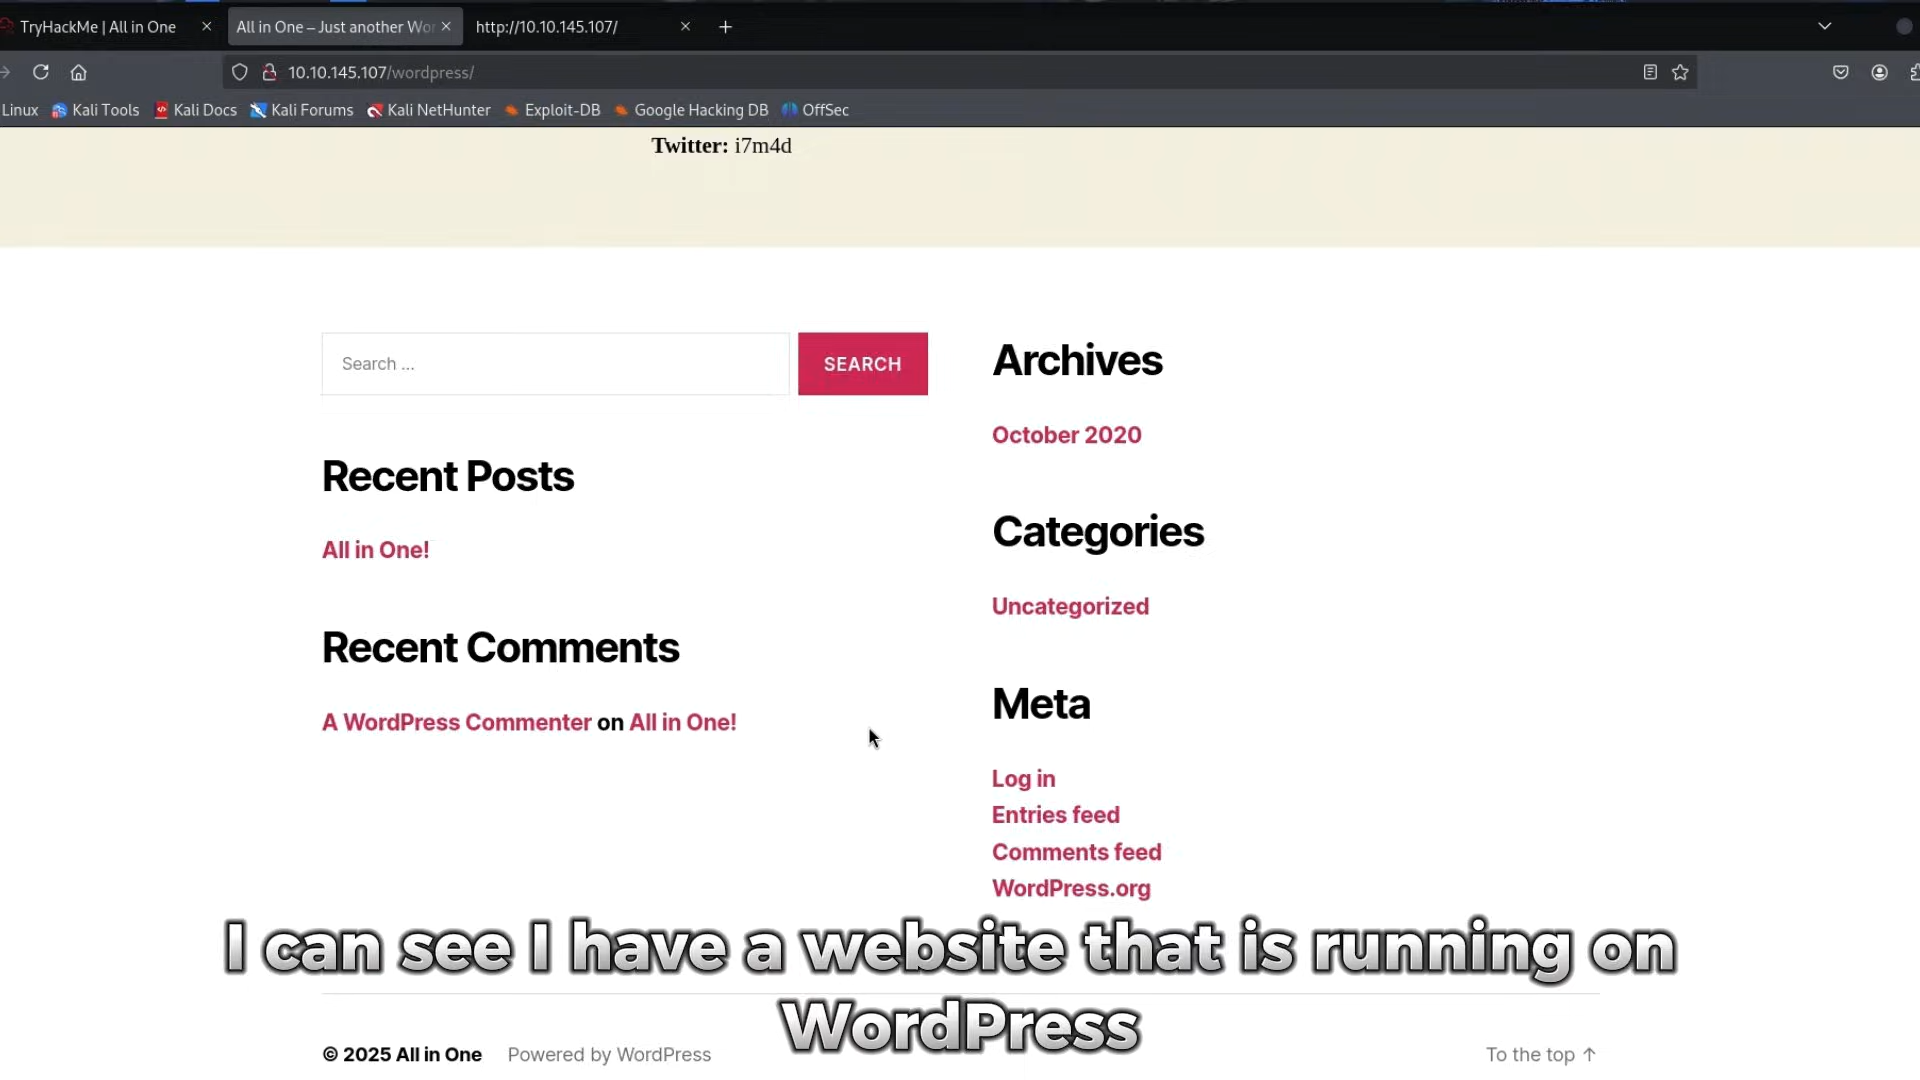 TryHackMe | All in One
All in One – Just another Wo
http://10.10.145.107/
10.10.145.107/wordpress/
Linux
Kali Tools
Kali Docs
Kali Forums
Kali NetHunter
Exploit-DB
Google Hacking DB
OffSec
Twitter: i7m4d
Search …
SEARCH
Recent Posts
All in One!
Recent Comments
A WordPress Commenter on All in One!
Archives
October 2020
Categories
Uncategorized
Meta
Log in
Entries feed
Comments feed
WordPress.org
I can see I have a website that is running on
WordPress
© 2025 All in One
Powered by WordPress
To the top ↑